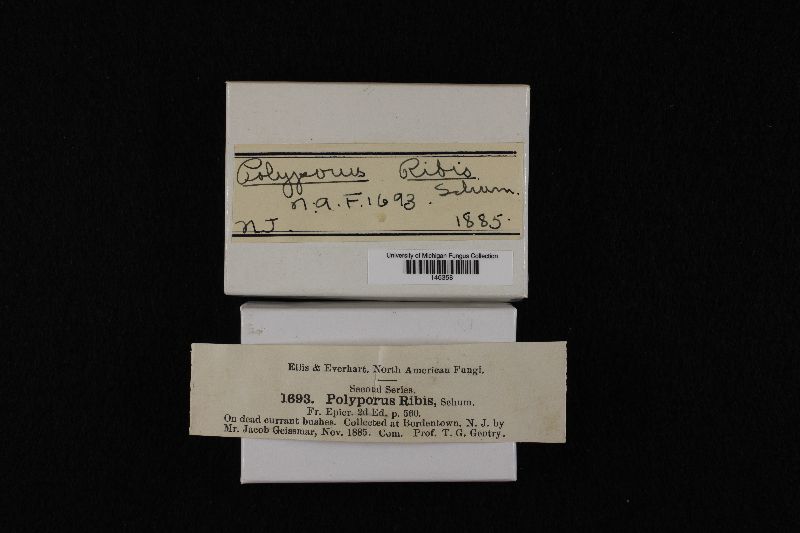 Polyporus Ribis
Schum.
N.A.F. 1693.
N.J. 1885.
University of Michigan Fungus Collection
140358
Ellis & Everhart, North American Fungi.
Second Series.
1693. Polyporus Ribis, Schum.
Fr. Epicr. 2d Ed. p. 560.
On dead currant bushes. Collected at Bordentown, N. J. by
Mr. Jacob Geissmar, Nov. 1885. Com. Prof. T. G. Gentry.